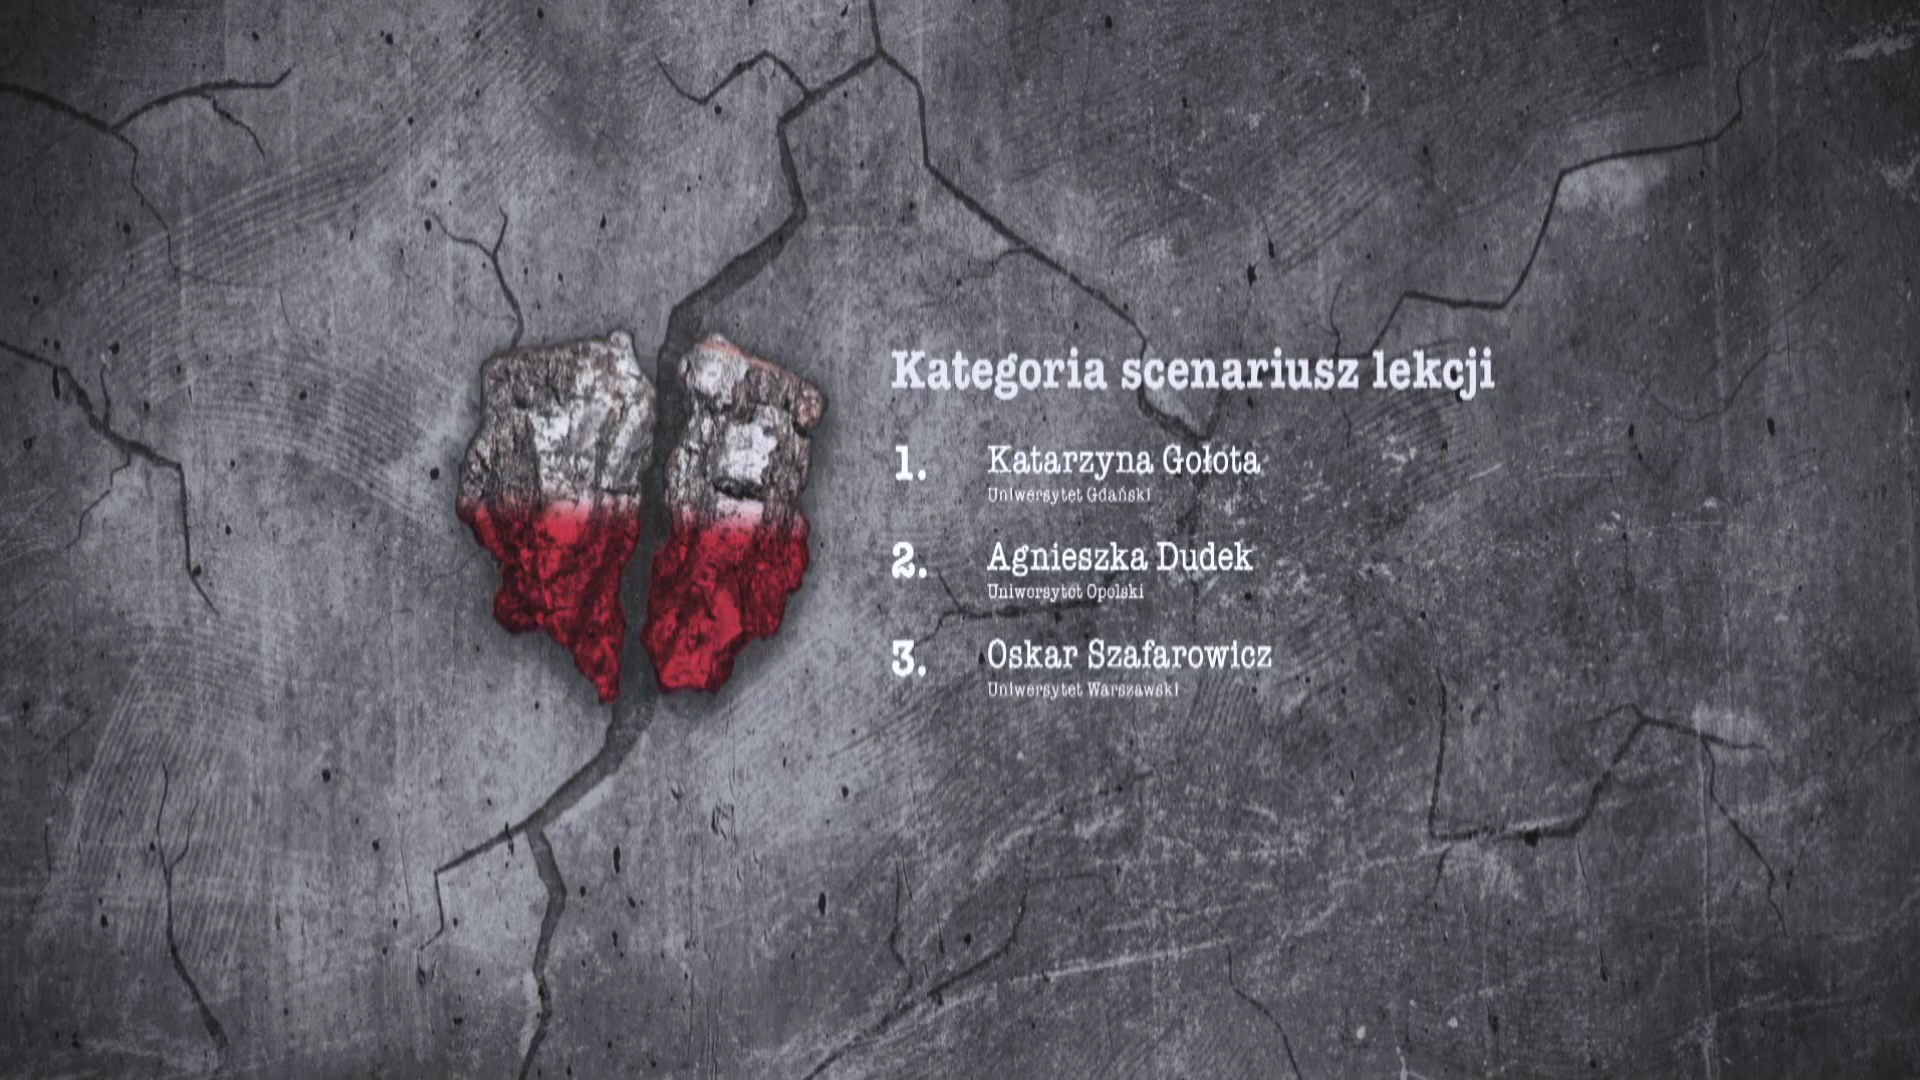 Kategoria scenariusz lekcji
1. Katarzyna Gołota
Uniwersytet Gdański
2. Agnieszka Dudek
Uniwersytet Opolski
3. Oskar Szafarowicz
Uniwersytet Warszawski